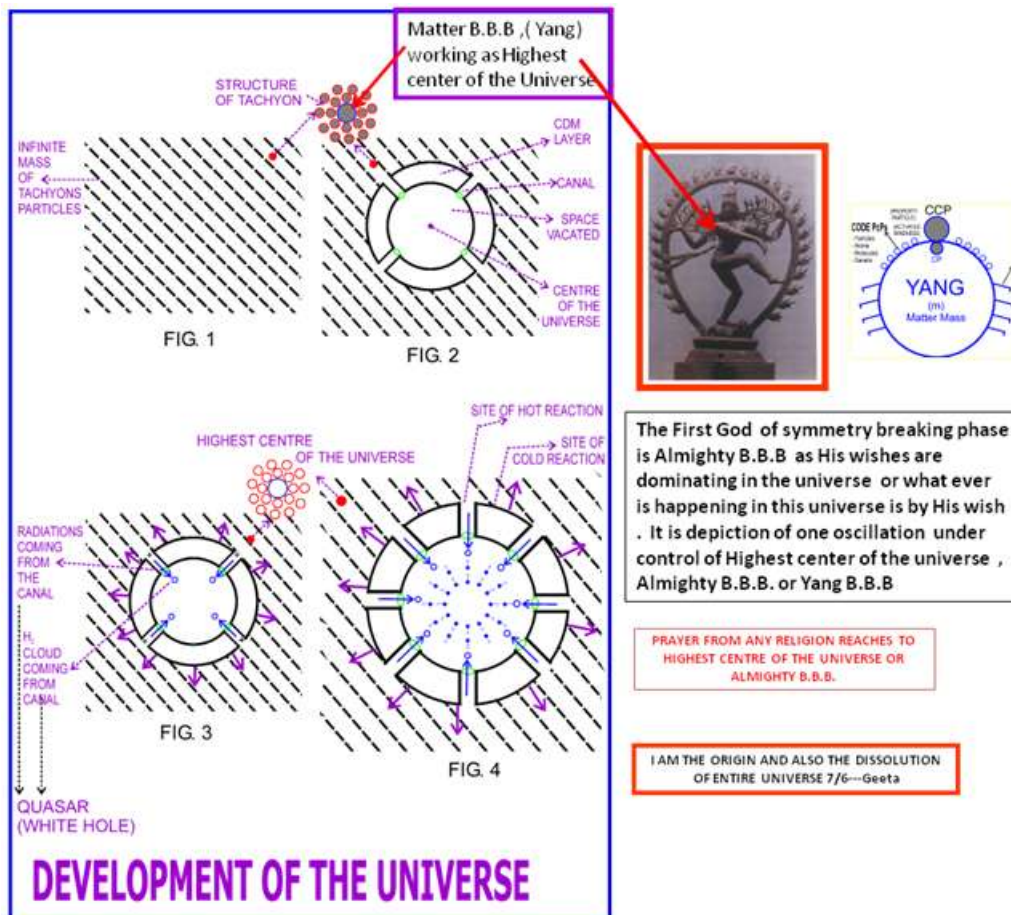 Matter B.B.B ,( Yang)
working as Highest
center of the Universe
STRUCTURE
OF TACHYON
INFINITE
MASS
OF
TACHYONS
PARTICLES
CDM
LAYER
CANAL
SPACE
VACATED
CENTRE
OF THE
UNIVERSE
FIG. 1
FIG. 2
CCP
CODE PcPs
CP
YANG
(m)
Matter Mass
SITE OF HOT REACTION
HIGHEST CENTRE
OF THE UNIVERSE
SITE OF
COLD REACTION
RADIATIONS
COMING
FROM
THE
CANAL
H2
CLOUD
COMING
FROM
CANAL
FIG. 3
FIG. 4
QUASAR
(WHITE HOLE)
DEVELOPMENT OF THE UNIVERSE
The First God of symmetry breaking phase
is Almighty B.B.B as His wishes are
dominating in the universe or what ever
is happening in this universe is by His wish
. It is depiction of one oscillation under
control of Highest center of the universe ,
Almighty B.B.B. or Yang B.B.B
PRAYER FROM ANY RELIGION REACHES TO
HIGHEST CENTRE OF THE UNIVERSE OR
ALMIGHTY B.B.B.
I AM THE ORIGIN AND ALSO THE DISSOLUTION
OF ENTIRE UNIVERSE 7/6---Geeta